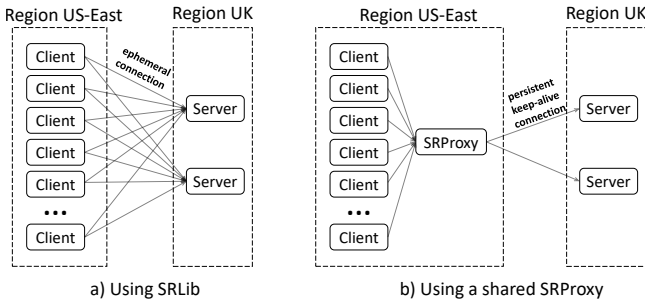 Region US-East
Region UK
Client
Client
Client
Client
Client
...
Client
ephemeral
connection
Server
Server
a) Using SRLib
Region US-East
Region UK
Client
Client
Client
Client
Client
...
Client
SRProxy
persistent
keep-alive
connection
Server
Server
b) Using a shared SRProxy